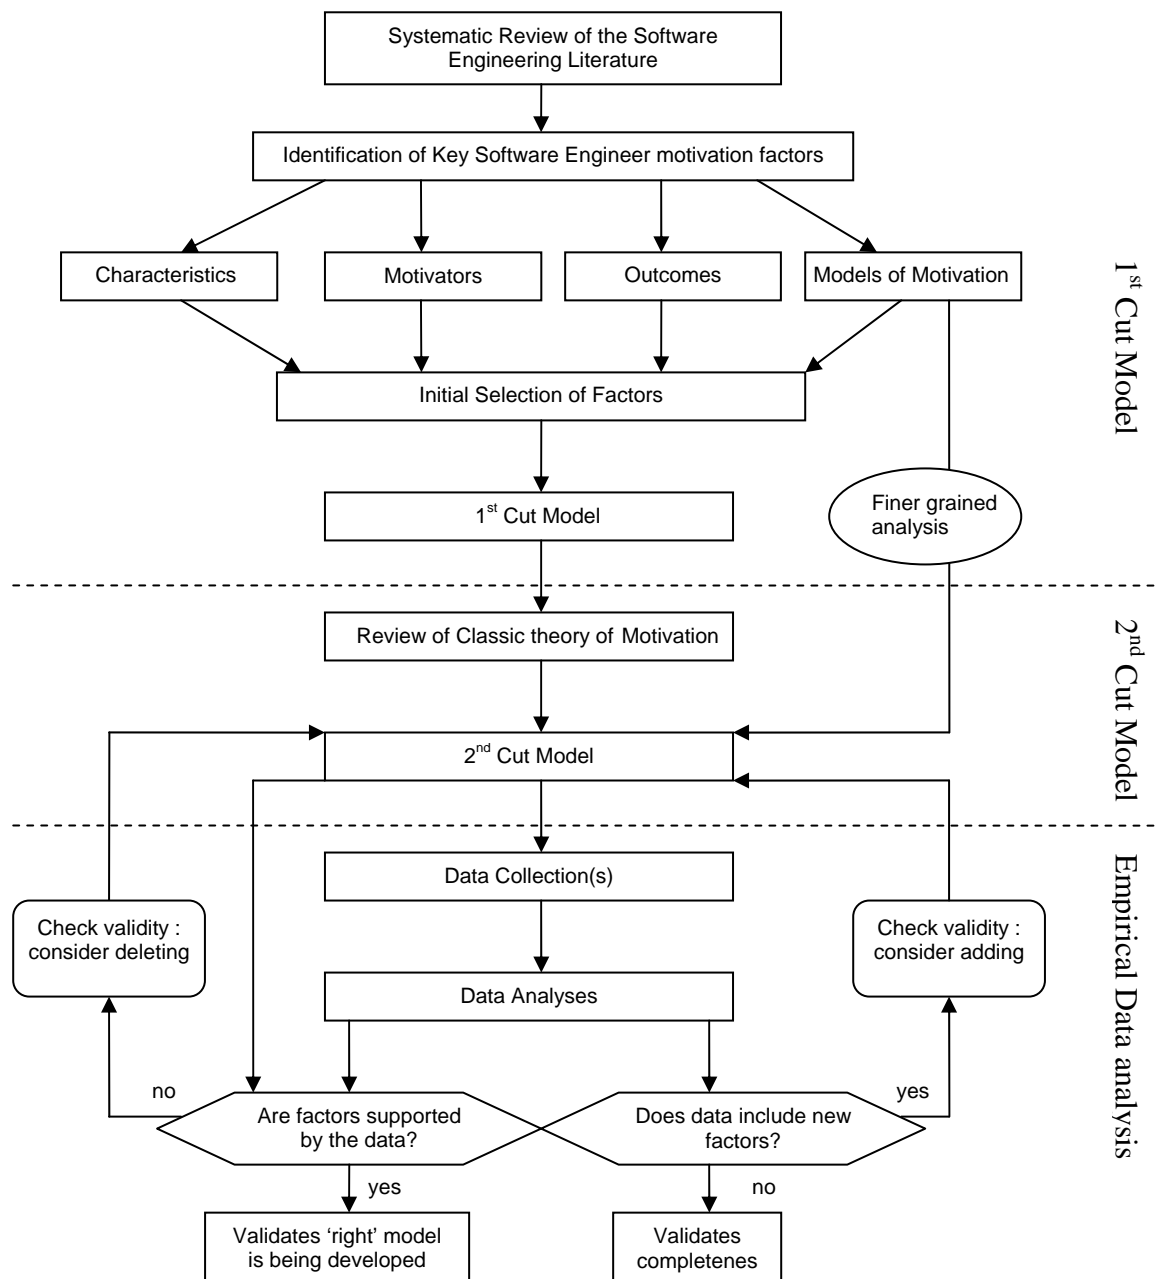 Systematic Review of the Software
Engineering Literature
Identification of Key Software Engineer motivation factors
Characteristics
Motivators
Outcomes
Models of Motivation
Initial Selection of Factors
1st Cut Model
Finer grained
analysis
1st Cut Model
Review of Classic theory of Motivation
2nd Cut Model
2nd Cut Model
Data Collection(s)
Check validity :
consider deleting
Check validity :
consider adding
Data Analyses
Empirical Data analysis
no
Are factors supported
by the data?
Does data include new
factors?
yes
yes
no
Validates ‘right’ model
is being developed
Validates
completenes